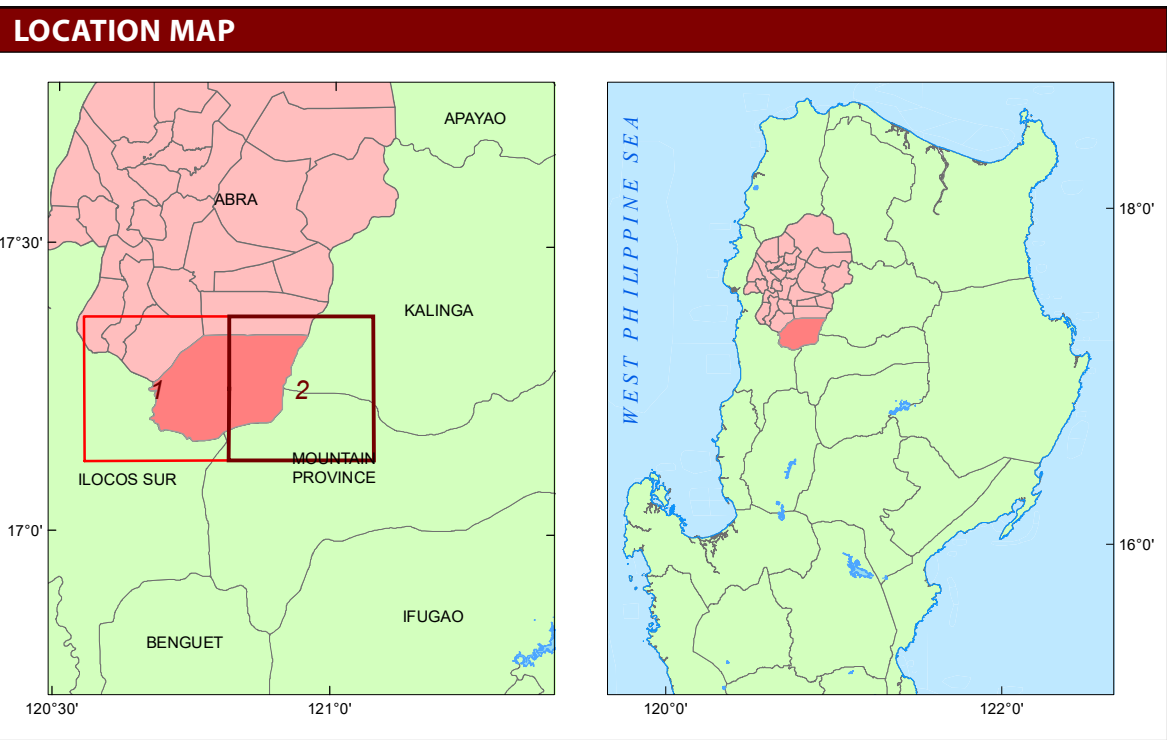 LOCATION MAP
APAYAO
ABRA
17°30'
KALINGA
1
2
MOUNTAIN
PROVINCE
ILOCOS SUR
17°0'
IFUGAO
BENGUET
120°30'
121°0'
WEST PHILIPPINE SEA
18°0'
16°0'
120°0'
122°0'